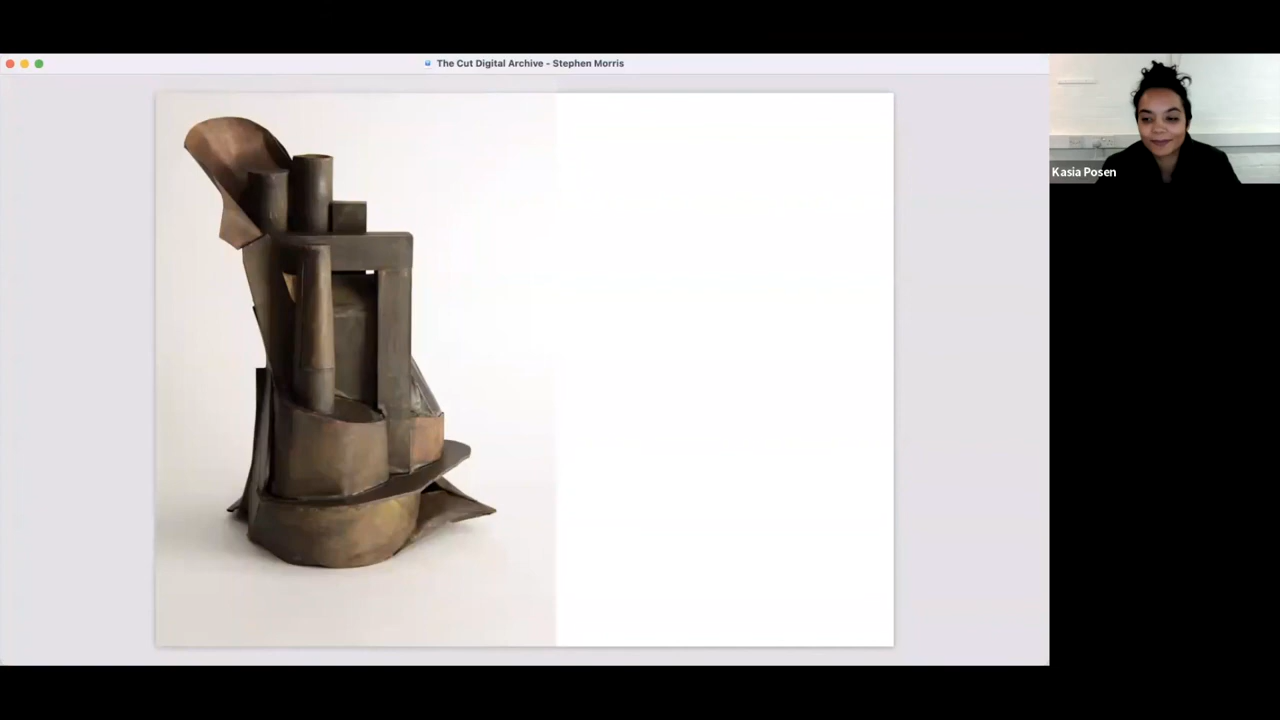 The Cut Digital Archive - Stephen Morris
Kasia Posen